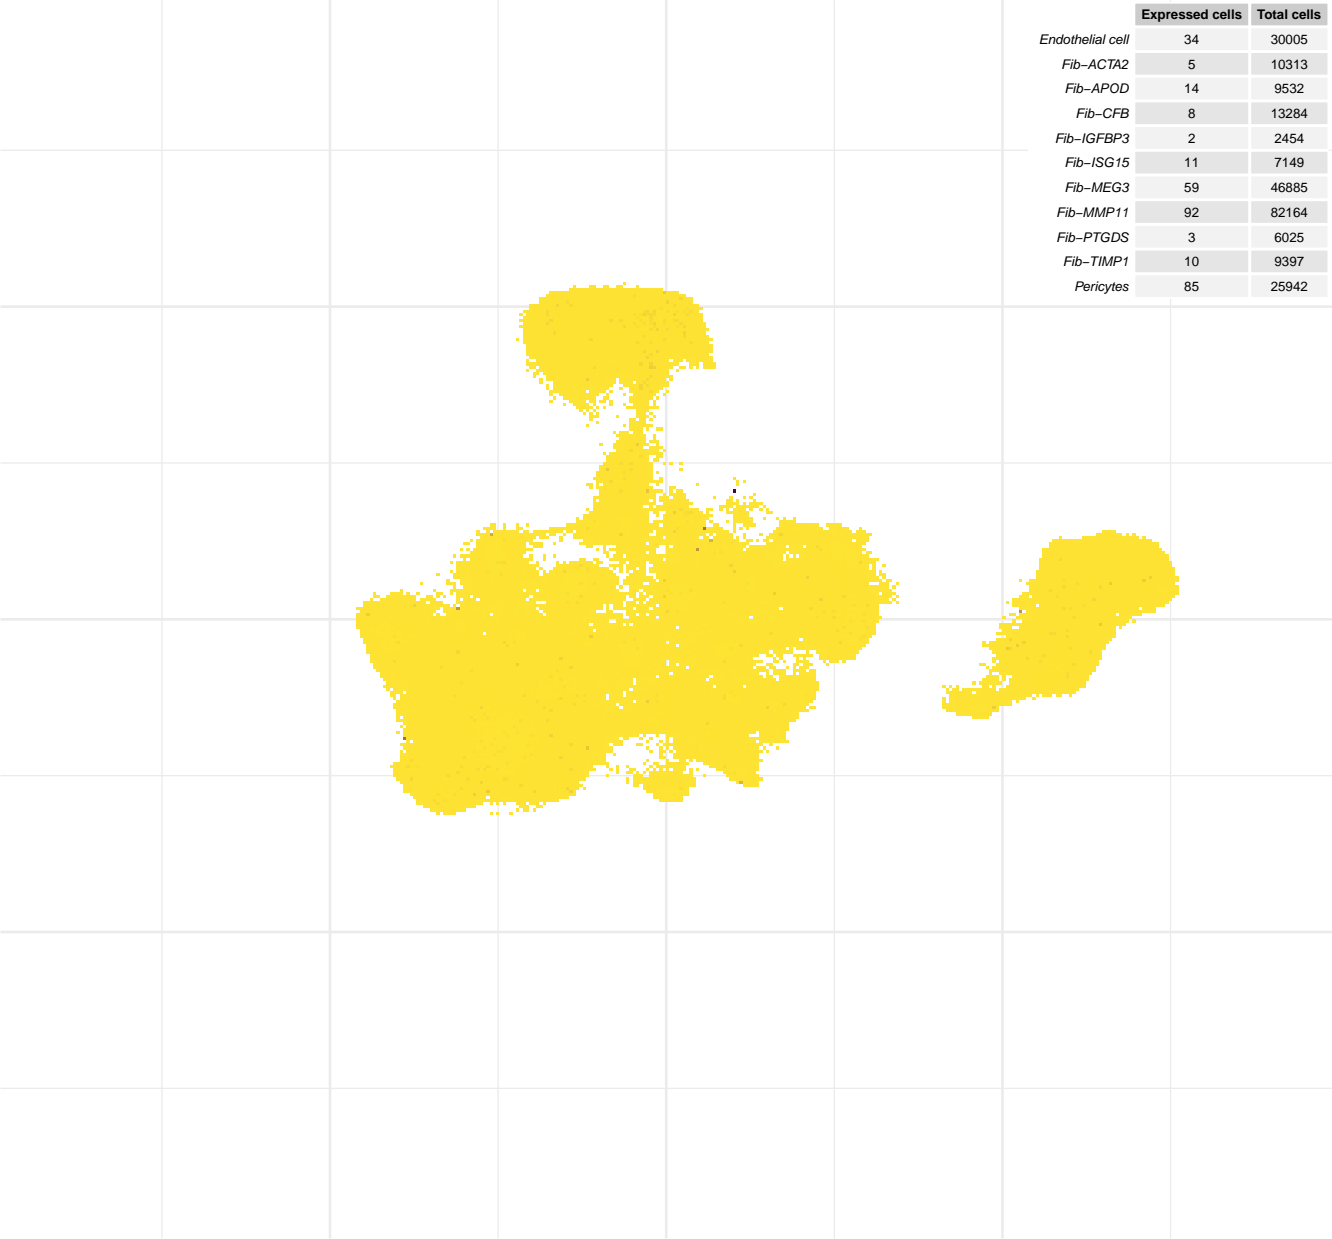 Expressed cells Total cells
Endothelial cell 34 30005
Fib−ACTA2 5 10313
Fib−APOD 14 9532
Fib−CFB 8 13284
Fib−IGFBP3 2 2454
Fib−ISG15 11 7149
Fib−MEG3 59 46885
Fib−MMP11 92 82164
Fib−PTGDS 3 6025
Fib−TIMP1 10 9397
Pericytes 85 25942